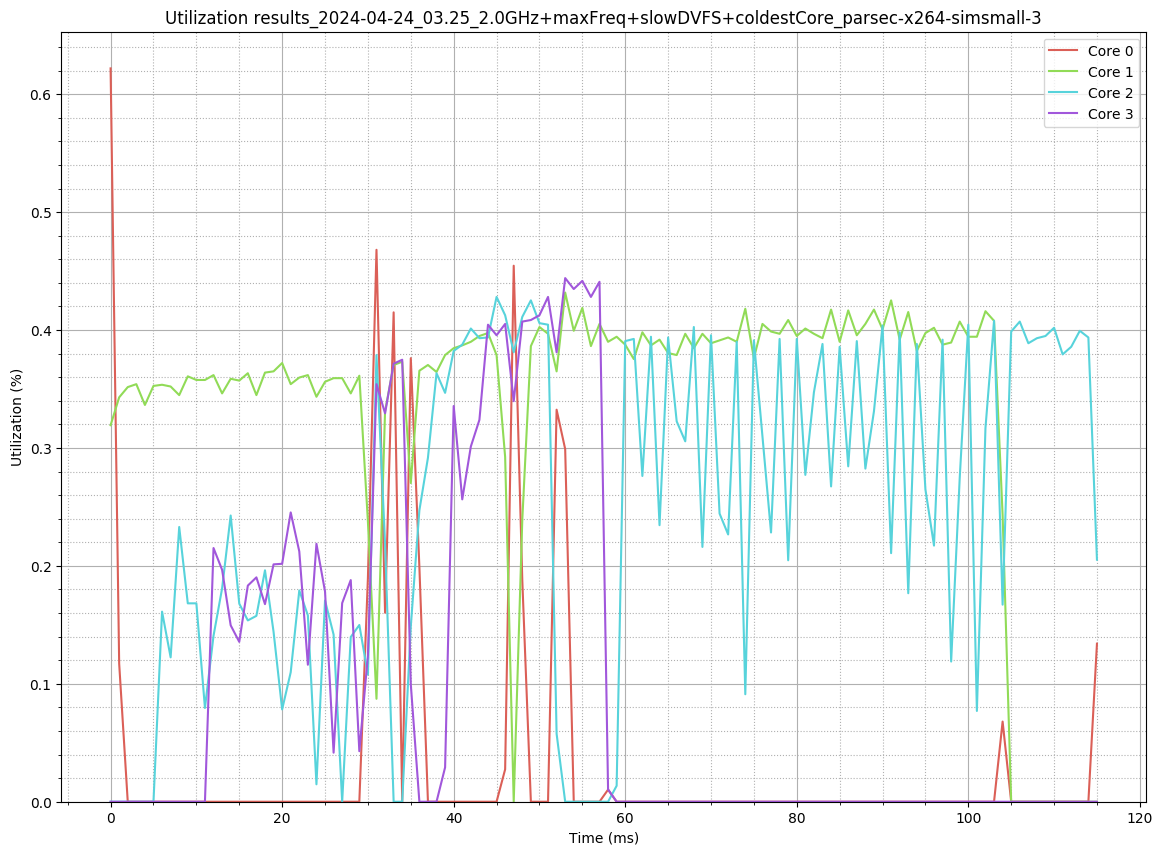 Utilization results_2024-04-24_03.25_2.0GHz+maxFreq+slowDVFS+coldestCore_parsec-x264-simsmall-3
Core 0
Core 1
Core 2
Core 3
Utilization (%)
0.6
0.5
0.4
0.3
0.2
0.1
0.0
0 20 40 60 80 100 120
Time (ms)